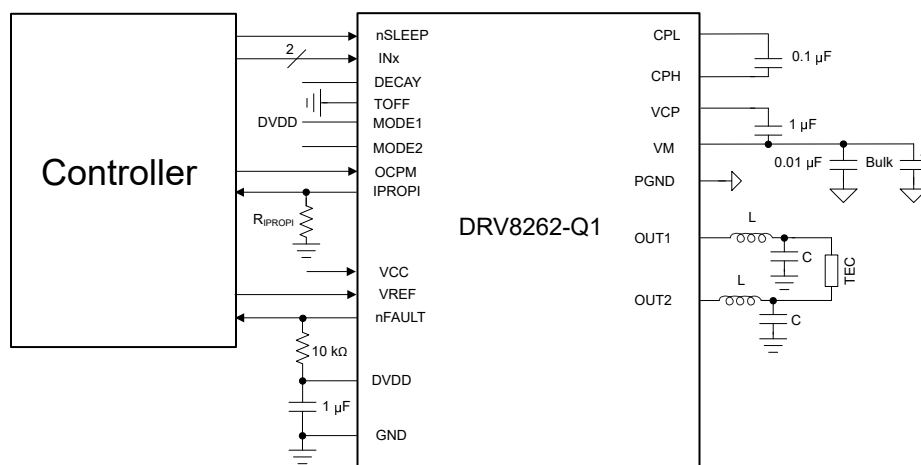 Controller
2
DVDD
R_IPROPI
10 kΩ
1 µF
nSLEEP
INx
DECAY
TOFF
MODE1
MODE2
OCPM
IPROPI
VCC
VREF
nFAULT
DVDD
GND
DRV8262-Q1
CPL
CPH
VCP
VM
PGND
OUT1
OUT2
0.1 µF
1 µF
0.01 µF
Bulk
L
C
TEC
L
C